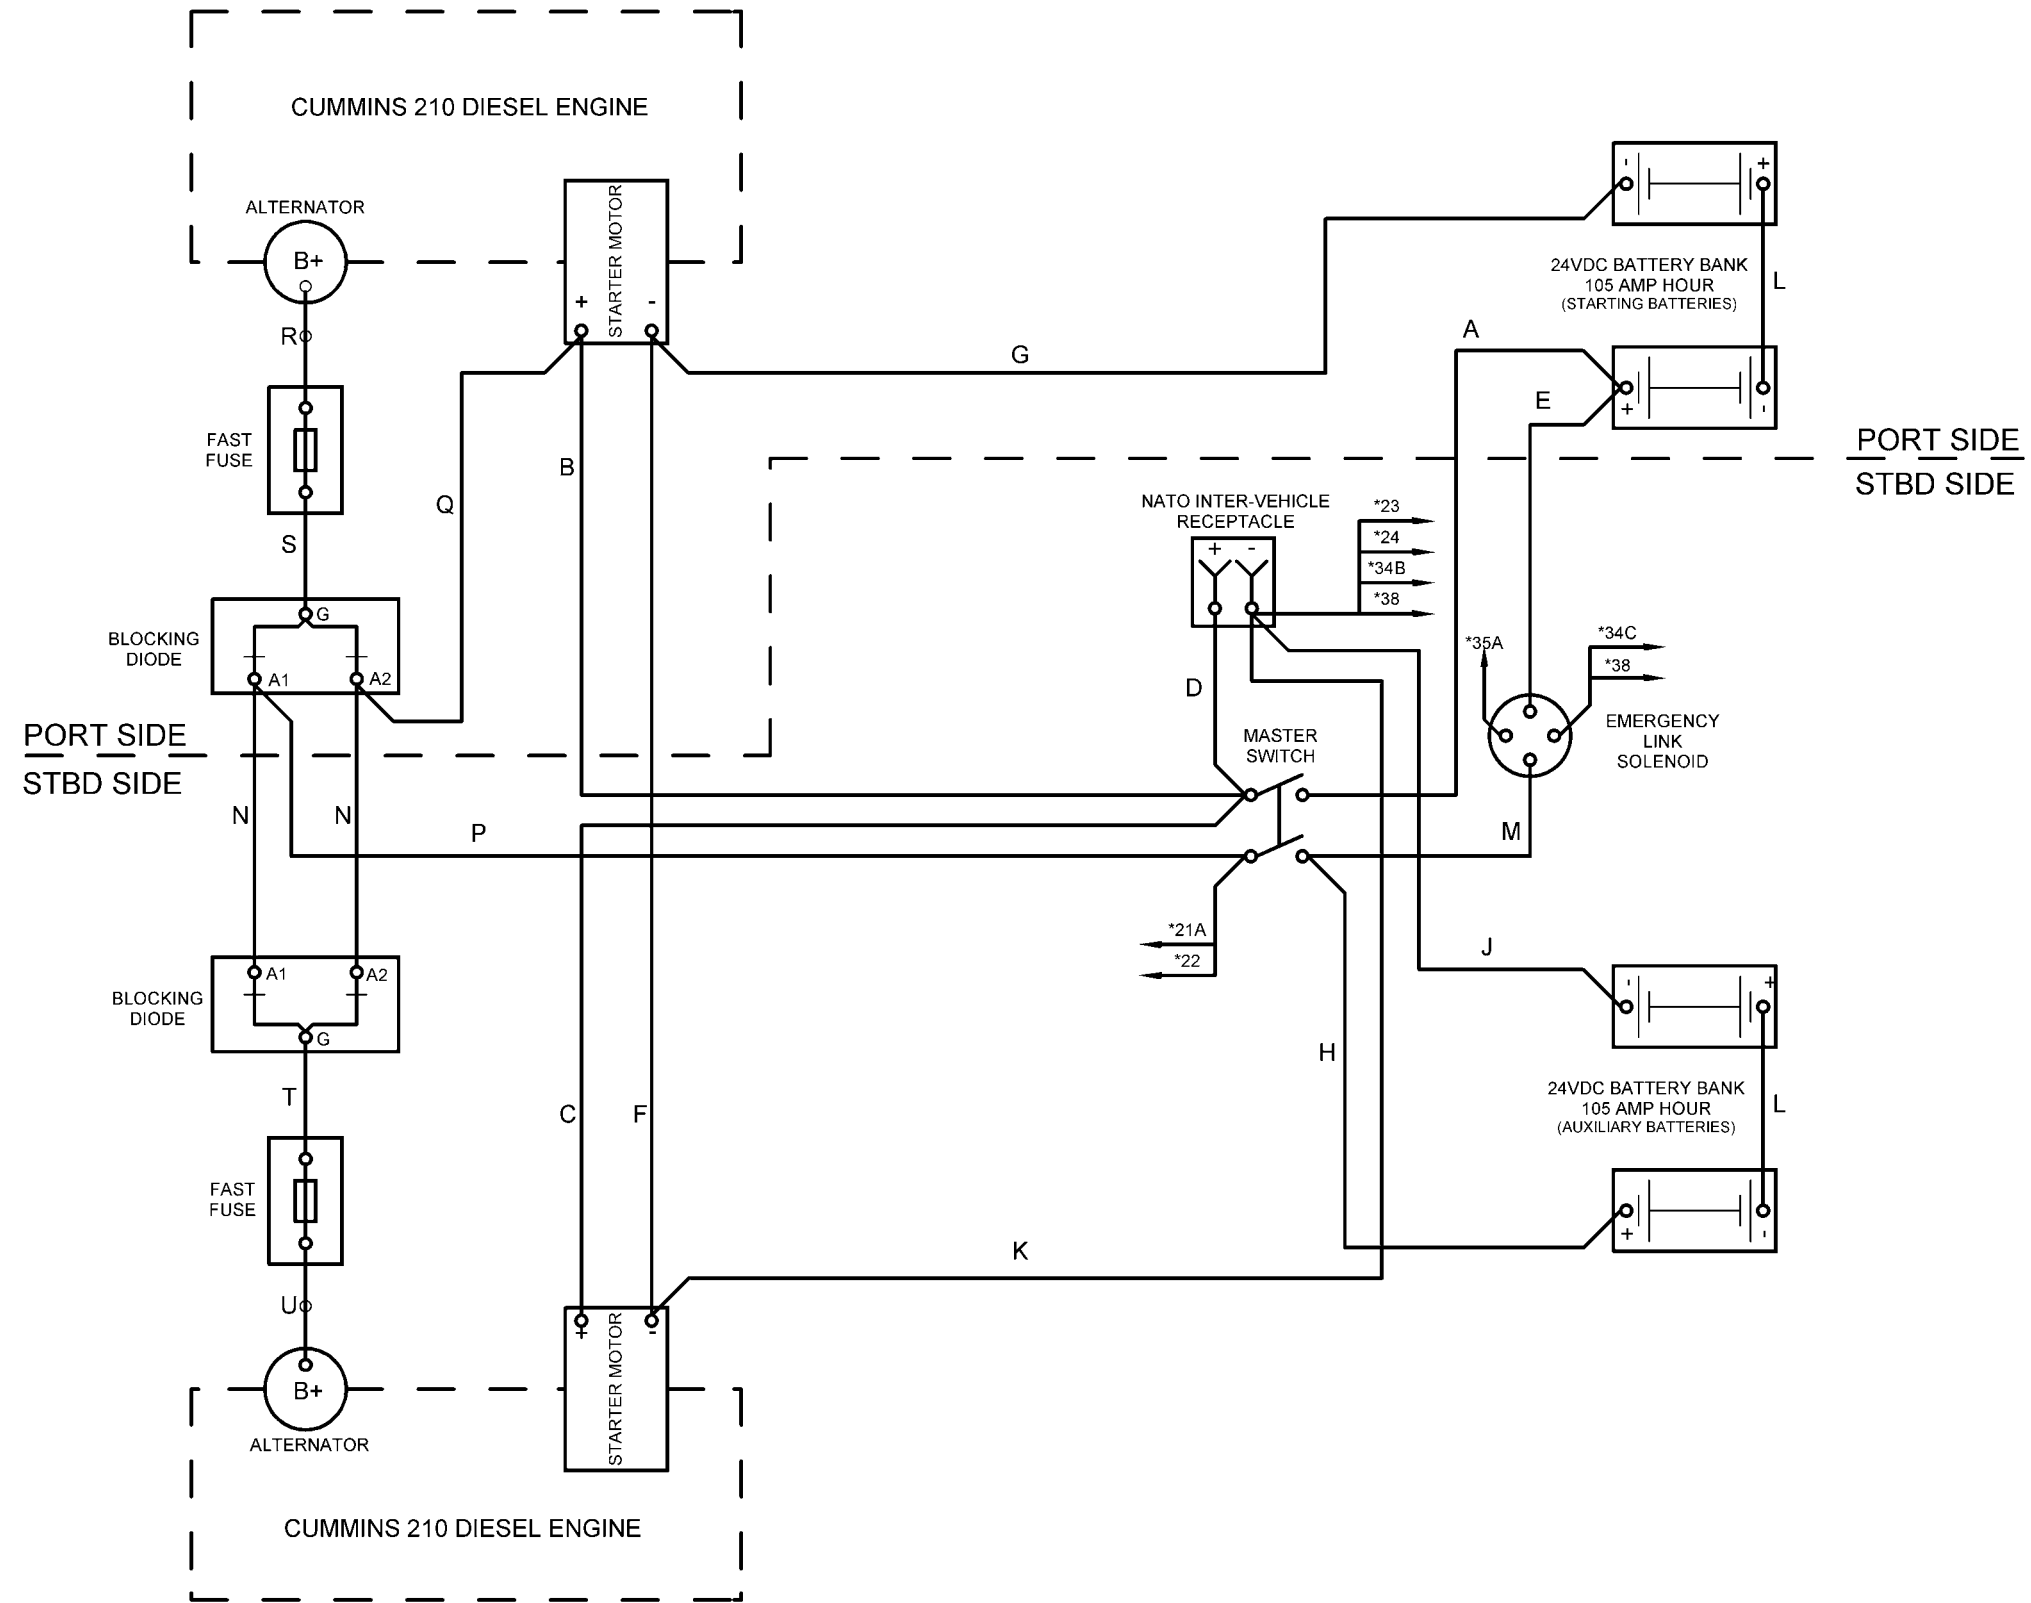 CUMMINS 210 DIESEL ENGINE
ALTERNATOR
B+
STARTER MOTOR
+ -
- +
24VDC BATTERY BANK
105 AMP HOUR
(STARTING BATTERIES)
L
R
G
A
E
+ -
FAST
FUSE
B
Q
PORT SIDE
STBD SIDE
NATO INTER-VEHICLE
RECEPTACLE
+ -
*23
*24
*34B
*38
S
G
BLOCKING
DIODE
A1
A2
*35A
*34C
*38
D
EMERGENCY
LINK
SOLENOID
PORT SIDE
STBD SIDE
MASTER
SWITCH
N
N
P
M
*21A
*22
J
BLOCKING
DIODE
A1
A2
G
- +
H
24VDC BATTERY BANK
105 AMP HOUR
(AUXILIARY BATTERIES)
L
T
C
F
FAST
FUSE
+ -
K
U
+ -
STARTER MOTOR
B+
ALTERNATOR
CUMMINS 210 DIESEL ENGINE